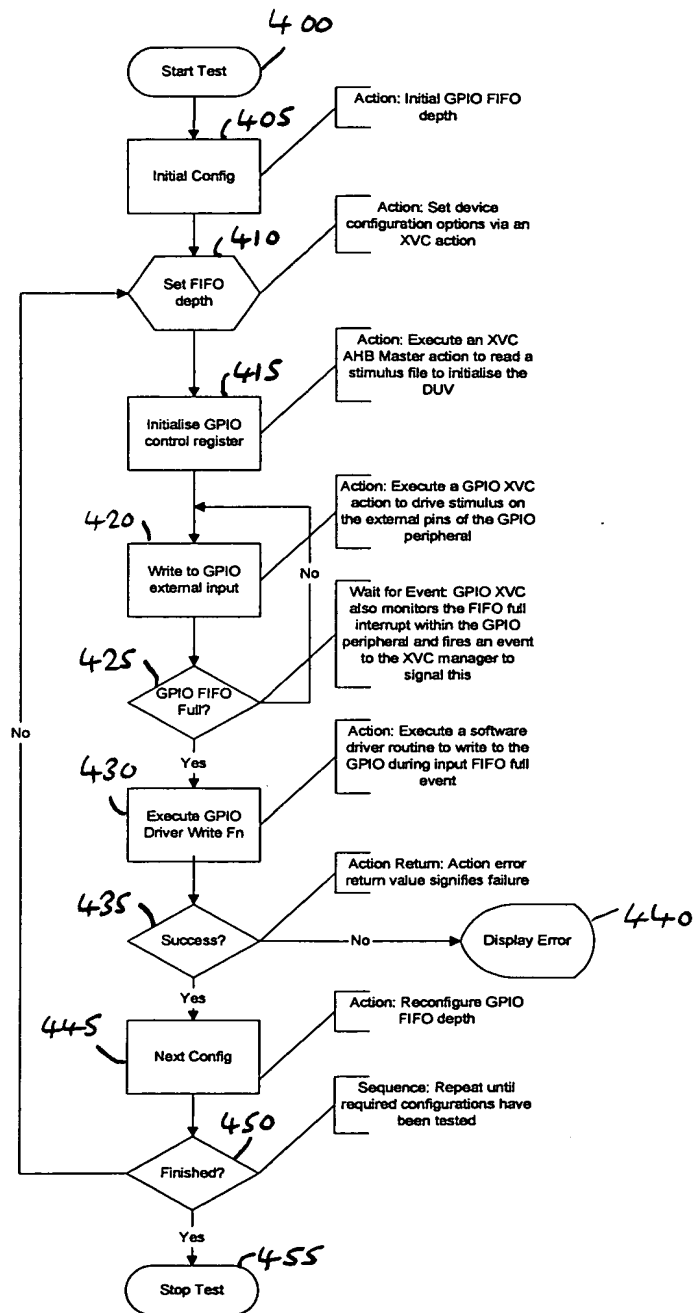 400
Start Test
405
Action: Initial GPIO FIFO
depth
Initial Config
410
Action: Set device
configuration options via an
XVC action
Set FIFO
depth
415
Action: Execute an XVC
AHB Master action to read a
stimulus file to initialise the
DUV
Initialise GPIO
control register
420
Action: Execute a GPIO XVC
action to drive stimulus on
the external pins of the GPIO
peripheral
Write to GPIO
external input
No
425
Wait for Event: GPIO XVC
also monitors the FIFO full
interrupt within the GPIO
peripheral and fires an event
to the XVC manager to
signal this
GPIO FIFO
Full?
No
Yes
430
Action: Execute a software
driver routine to write to the
GPIO during input FIFO full
event
Execute GPIO
Driver Write Fn
435
Action Return: Action error
return value signifies failure
Success?
No
Display Error
440
Yes
445
Action: Reconfigure GPIO
FIFO depth
Next Config
450
Sequence: Repeat until
required configurations have
been tested
Finished?
Yes
455
Stop Test